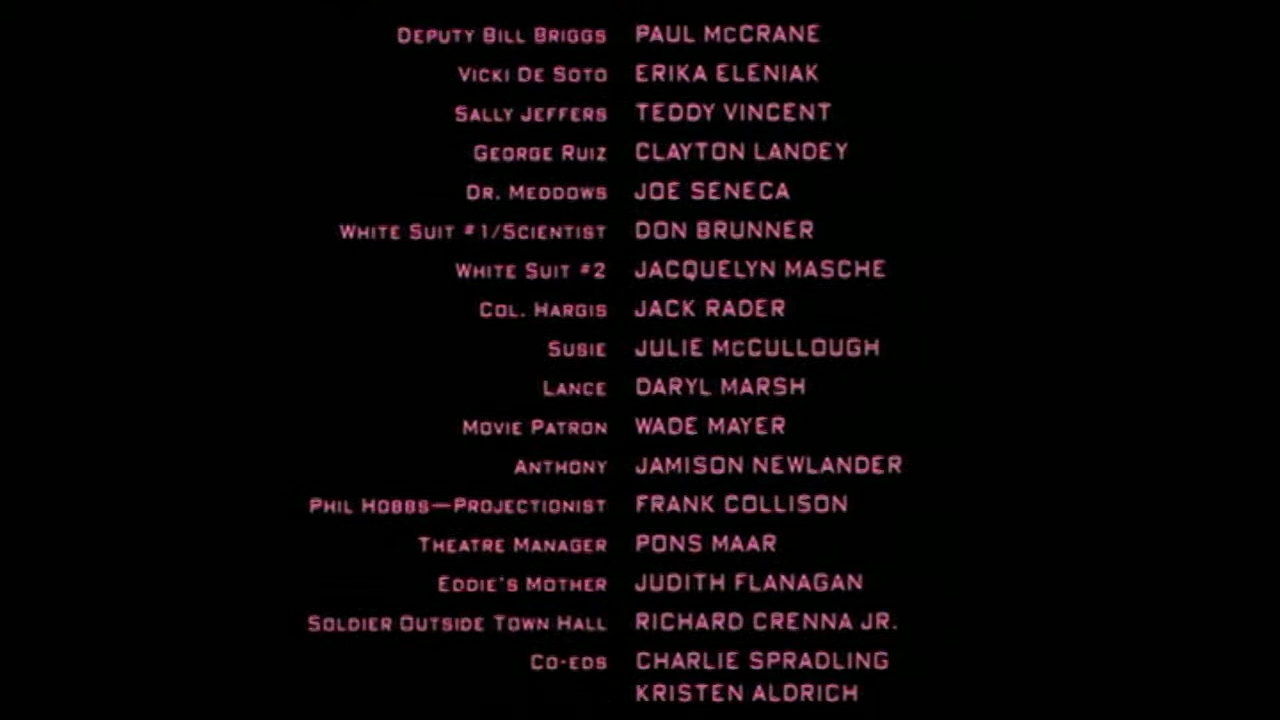 DEPUTY BILL BRIGGS PAUL McCRANE
VICKI DE SOTO ERIKA ELENIAK
SALLY JEFFERS TEDDY VINCENT
GEORGE RUIZ CLAYTON LANDEY
DR. MEDDOWS JOE SENECA
WHITE SUIT #1/SCIENTIST DON BRUNNER
WHITE SUIT #2 JACQUELYN MASCHE
COL. HARGIS JACK RADER
SUSIE JULIE McCULLOUGH
LANCE DARYL MARSH
MOVIE PATRON WADE MAYER
ANTHONY JAMISON NEWLANDER
PHIL HOBBS—PROJECTIONIST FRANK COLLISON
THEATRE MANAGER PONS MAAR
EDDIE'S MOTHER JUDITH FLANAGAN
SOLDIER OUTSIDE TOWN HALL RICHARD CRENNA JR.
CO-EDS CHARLIE SPRADLING
KRISTEN ALDRICH